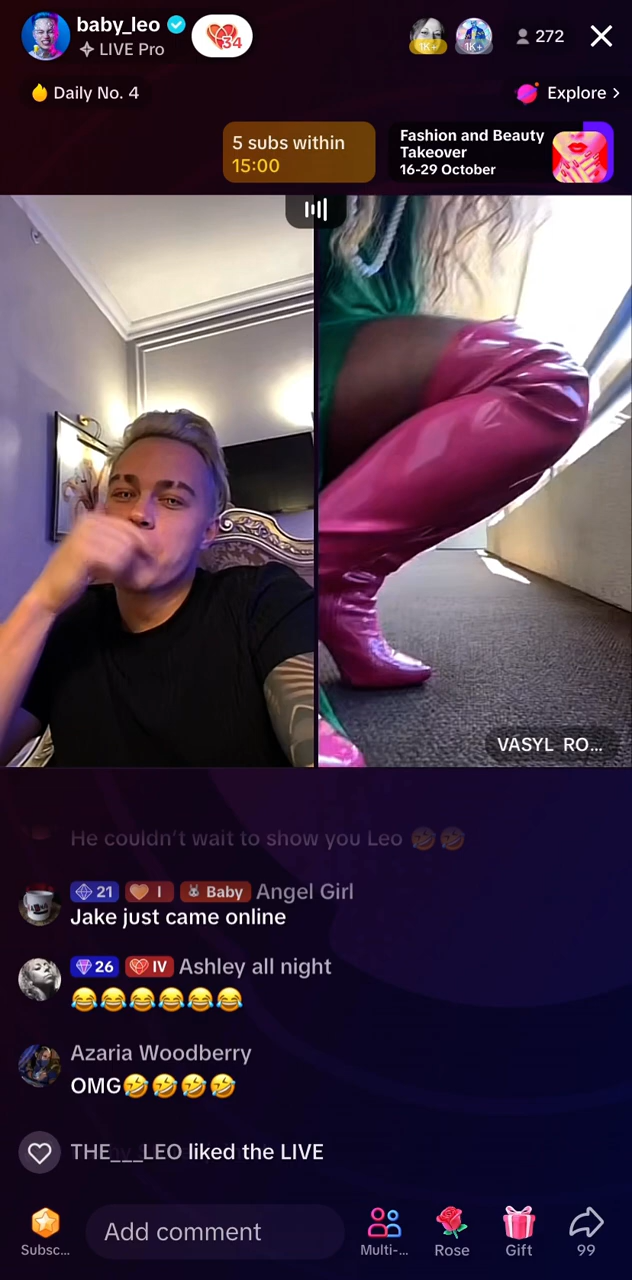 baby_leo
LIVE Pro
34
1K+
1K+
272
Daily No. 4
Explore >
5 subs within
15:00
Fashion and Beauty
Takeover
16-29 October
VASYL RO...
He couldn't wait to show you Leo 🤣🤣
21 I Baby Angel Girl
Jake just came online
26 IV Ashley all night
😂😂😂😂😂😂
Azaria Woodberry
OMG🤣🤣🤣🤣
THE___LEO liked the LIVE
Subsc...
Add comment
Multi-...
Rose
Gift
99